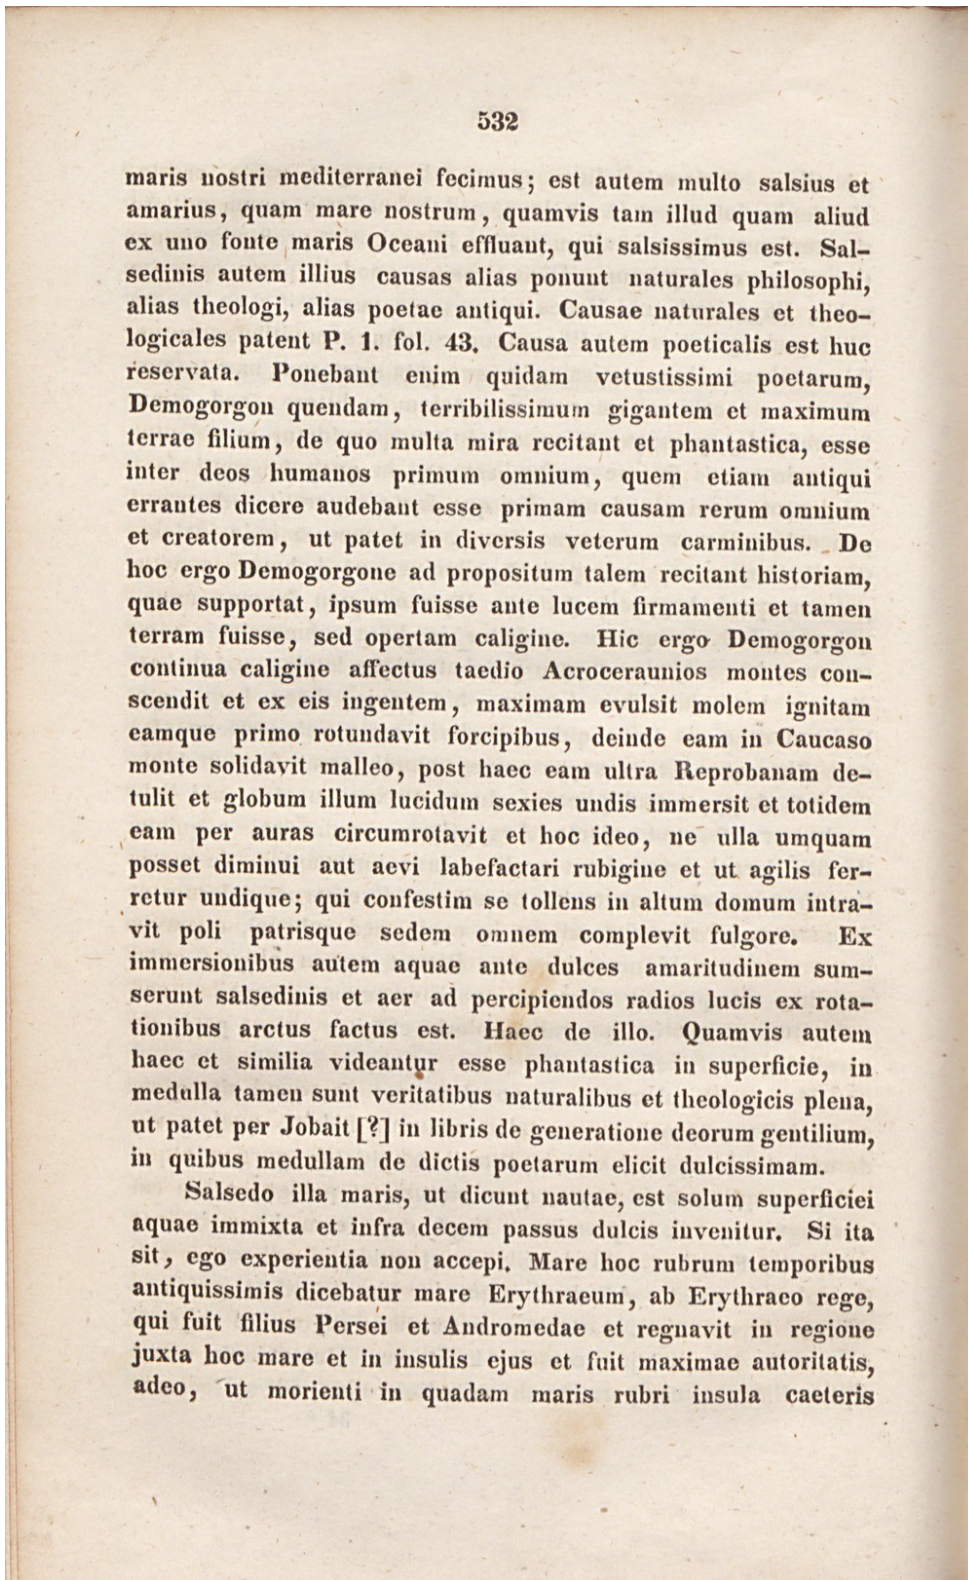 532
maris nostri mediterranei fecimus; est autem multo salsius et
amarius, quam mare nostrum, quamvis tam illud quam aliud
ex uno fonte maris Oceani effluant, qui salsissimus est. Sal-
sedinis autem illius causas alias ponunt naturales philosophi,
alias theologi, alias poetae antiqui. Causae naturales et theo-
logicales patent P. 1. fol. 43. Causa autem poeticalis est huc
reservata. Ponebant enim quidam vetustissimi poetarum,
Demogorgon quendam, terribilissimum gigantem et maximum
terrae filium, de quo multa mira recitant et phantastica, esse
inter deos humanos primum omnium, quem etiam antiqui
errantes dicere audebant esse primam causam rerum omnium
et creatorem, ut patet in diversis veterum carminibus. De
hoc ergo Demogorgone ad propositum talem recitant historiam,
quae supportat, ipsum fuisse ante lucem firmamenti et tamen
terram fuisse, sed opertam caligine. Hic ergo Demogorgon
continua caligine affectus taedio Acroceraunios montes con-
scendit et ex eis ingentem, maximam evulsit molem ignitam
eamque primo rotundavit forcipibus, deinde eam in Caucaso
monte solidavit malleo, post haec eam ultra Reprobanam de-
tulit et globum illum lucidum sexies undis immersit et totidem
eam per auras circumrotavit et hoc ideo, ne ulla umquam
posset diminui aut aevi labefactari rubigine et ut agilis fer-
retur undique; qui confestim se tollens in altum domum intra-
vit poli patrisque sedem omnem complevit fulgore. Ex
immersionibus autem aquae ante dulces amaritudinem sum-
serunt salsedinis et aer ad percipiendos radios lucis ex rota-
tionibus arctus factus est. Haec de illo. Quamvis autem
haec et similia videantur esse phantastica in superficie, in
medulla tamen sunt veritatibus naturalibus et theologicis plena,
ut patet per Jobait [?] in libris de generatione deorum gentilium,
in quibus medullam de dictis poetarum elicit dulcissimam.
Salsedo illa maris, ut dicunt nautae, est solum superficiei
aquae immixta et infra decem passus dulcis invenitur. Si ita
sit, ego experientia non accepi. Mare hoc rubrum temporibus
antiquissimis dicebatur mare Erythraeum, ab Erythraeo rege,
qui fuit filius Persei et Andromedae et regnavit in regione
juxta hoc mare et in insulis ejus et fuit maximae autoritatis,
adeo, ut morienti in quadam maris rubri insula caeteris